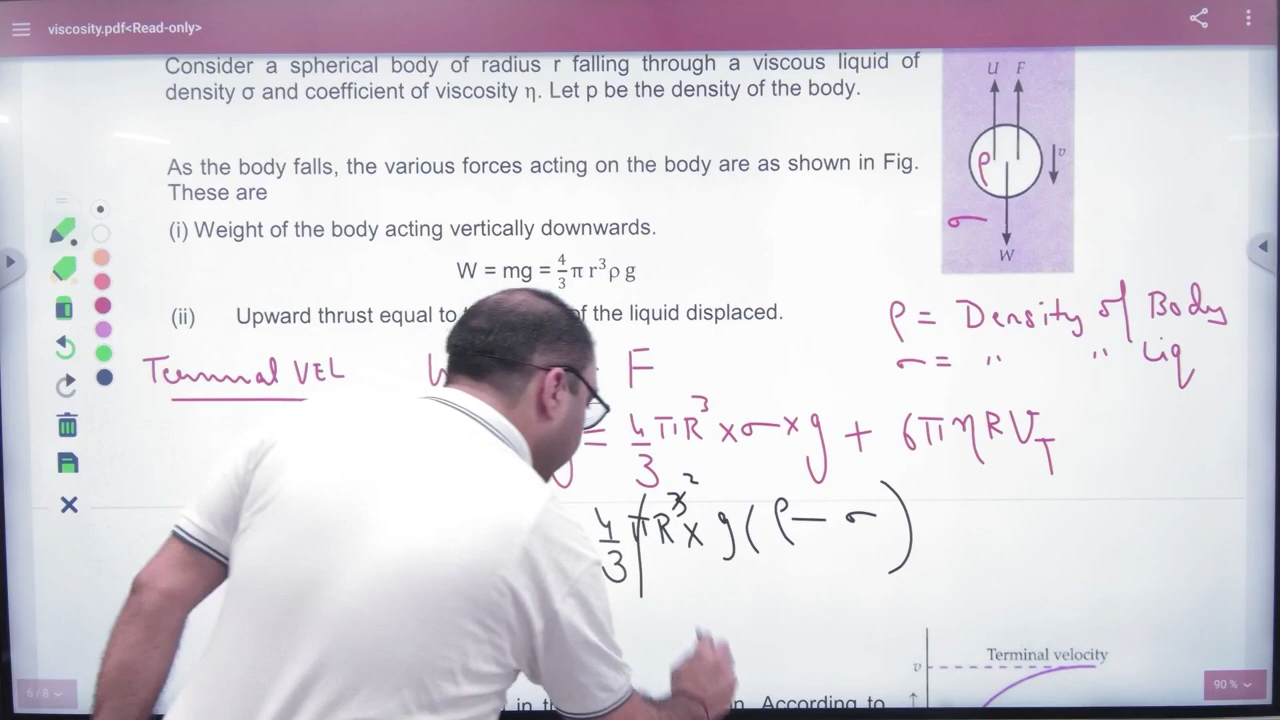 viscosity.pdf<Read-only>
Consider a spherical body of radius r falling through a viscous liquid of
density σ and coefficient of viscosity η. Let p be the density of the body.
As the body falls, the various forces acting on the body are as shown in Fig.
These are
(i) Weight of the body acting vertically downwards.
W = mg = 4/3 π r³ρ g
(ii) Upward thrust equal to of the liquid displaced.
U F
ρ
v
σ
W
ρ = Density of Body
σ = " " Liq
Terminal VEL F
= 4/3 πR³ × σ × g + 6πηRV_T
4/3 πR³ ² × g (ρ − σ)
Terminal velocity
v
in According to
6 / 8
90 %